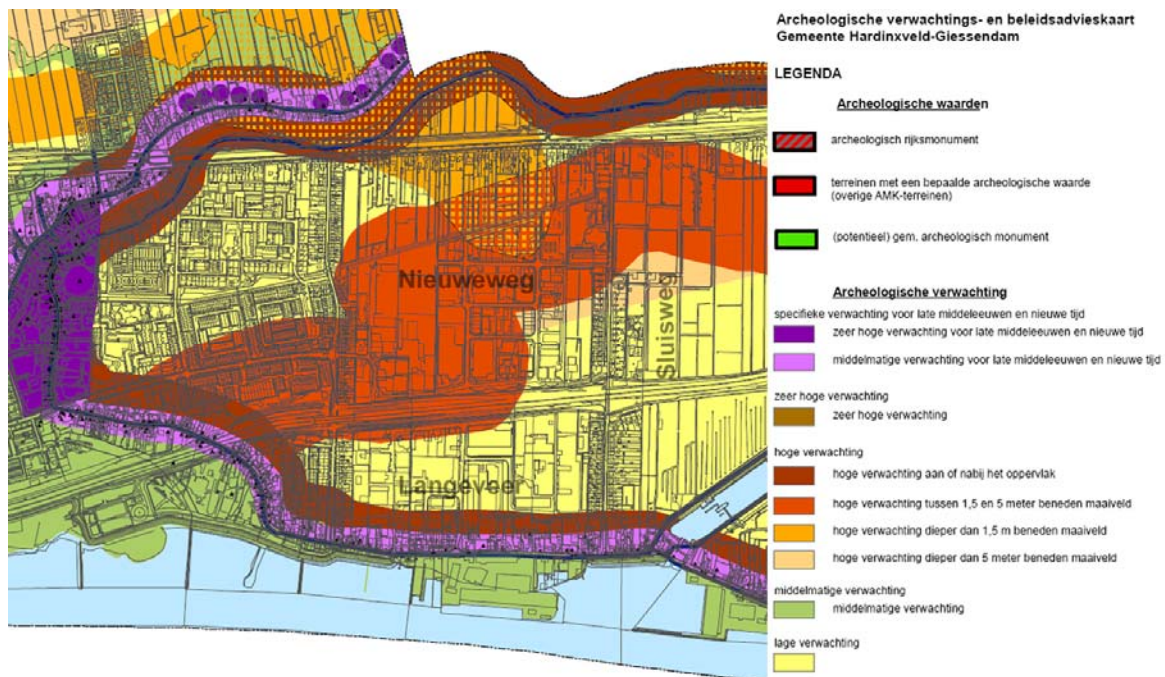 Archeologische verwachtings- en beleidsadvieskaart
Gemeente Hardinxveld-Giessendam
LEGENDA
Archeologische waarden
archeologisch rijksmonument
terreinen met een bepaalde archeologische waarde
(overige AMK-terreinen)
(potentieel) gem. archeologisch monument
Archeologische verwachting
specifieke verwachting voor late middeleeuwen en nieuwe tijd
zeer hoge verwachting voor late middeleeuwen en nieuwe tijd
middelmatige verwachting voor late middeleeuwen en nieuwe tijd
zeer hoge verwachting
zeer hoge verwachting
hoge verwachting
hoge verwachting aan of nabij het oppervlak
hoge verwachting tussen 1,5 en 5 meter beneden maaiveld
hoge verwachting dieper dan 1,5 m beneden maaiveld
hoge verwachting dieper dan 5 meter beneden maaiveld
middelmatige verwachting
middelmatige verwachting
lage verwachting
Nieuweweg
Sluisweg
Langeveer